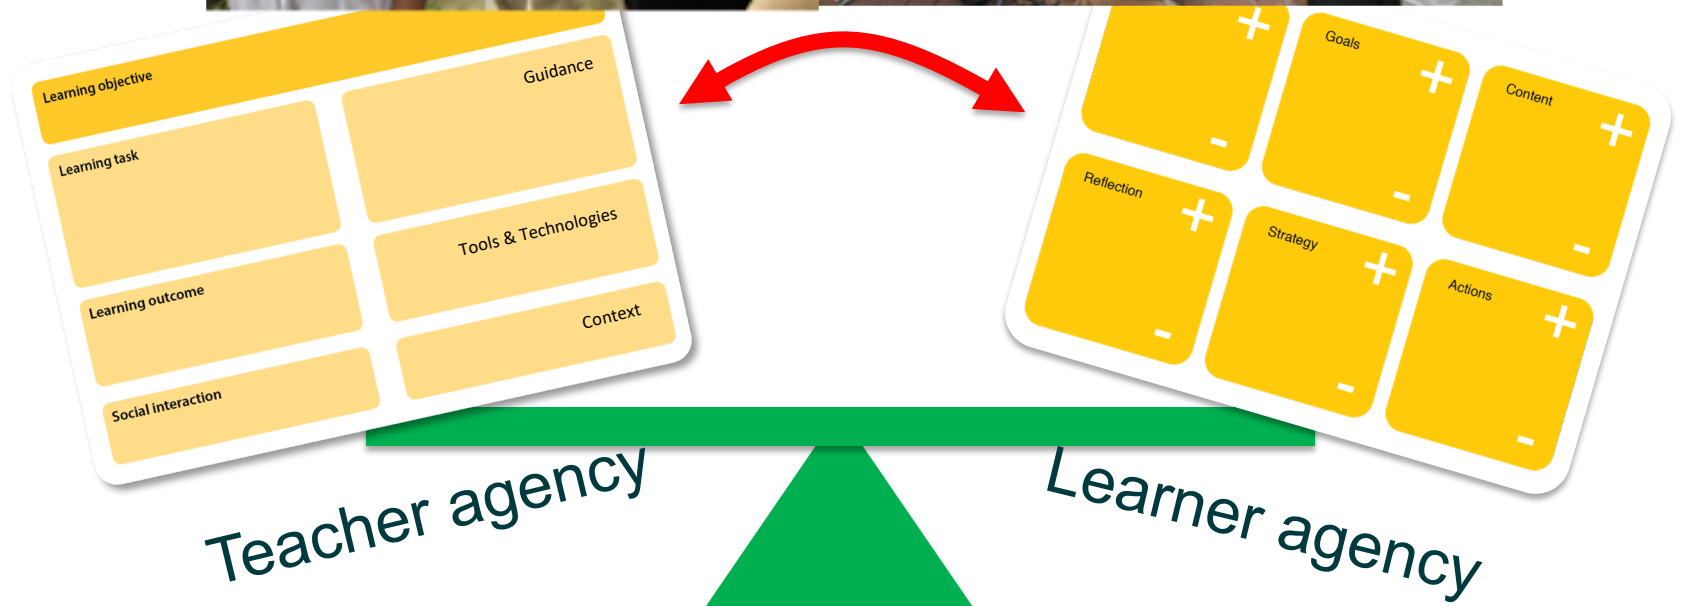 Learning objective
Guidance
Learning task
Tools & Technologies
Learning outcome
Context
Social interaction
+
-
Goals
+
-
Content
+
-
Reflection
+
-
Strategy
+
-
Actions
+
-
Teacher agency
Learner agency